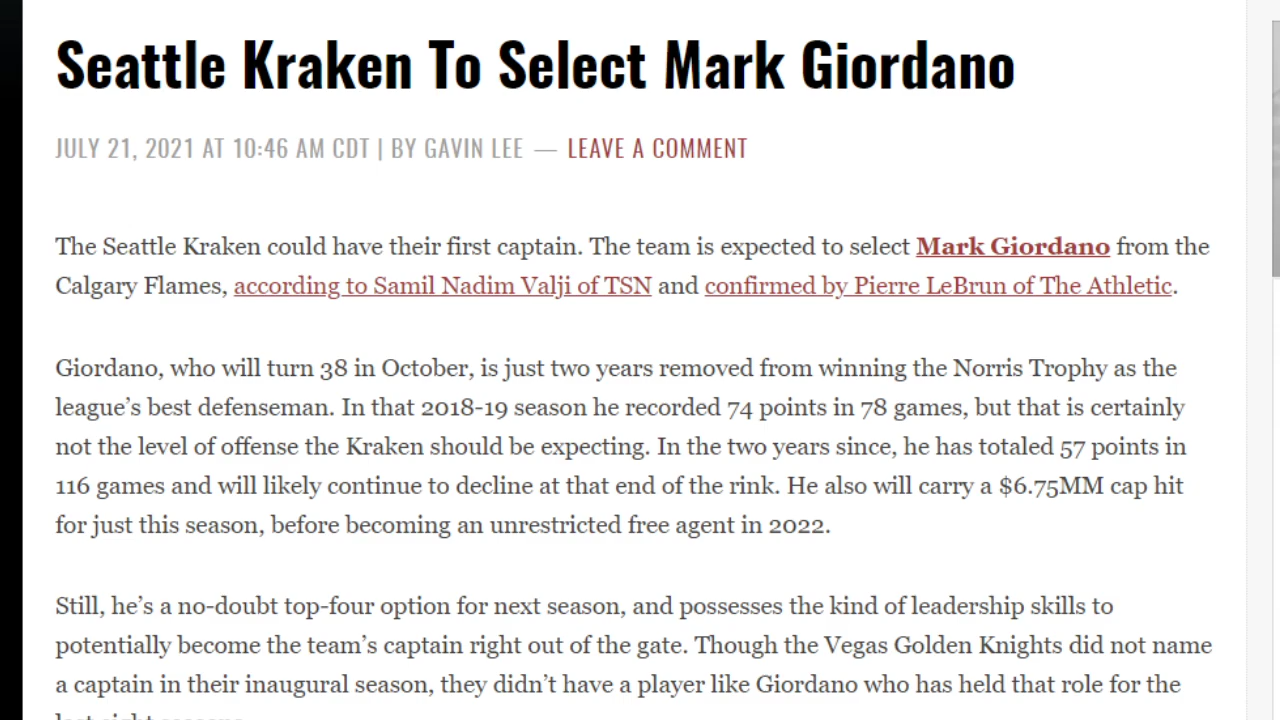 Seattle Kraken To Select Mark Giordano
JULY 21, 2021 AT 10:46 AM CDT | BY GAVIN LEE — LEAVE A COMMENT
The Seattle Kraken could have their first captain. The team is expected to select Mark Giordano from the
Calgary Flames, according to Samil Nadim Valji of TSN and confirmed by Pierre LeBrun of The Athletic.
Giordano, who will turn 38 in October, is just two years removed from winning the Norris Trophy as the
league’s best defenseman. In that 2018-19 season he recorded 74 points in 78 games, but that is certainly
not the level of offense the Kraken should be expecting. In the two years since, he has totaled 57 points in
116 games and will likely continue to decline at that end of the rink. He also will carry a $6.75MM cap hit
for just this season, before becoming an unrestricted free agent in 2022.
Still, he’s a no-doubt top-four option for next season, and possesses the kind of leadership skills to
potentially become the team’s captain right out of the gate. Though the Vegas Golden Knights did not name
a captain in their inaugural season, they didn’t have a player like Giordano who has held that role for the